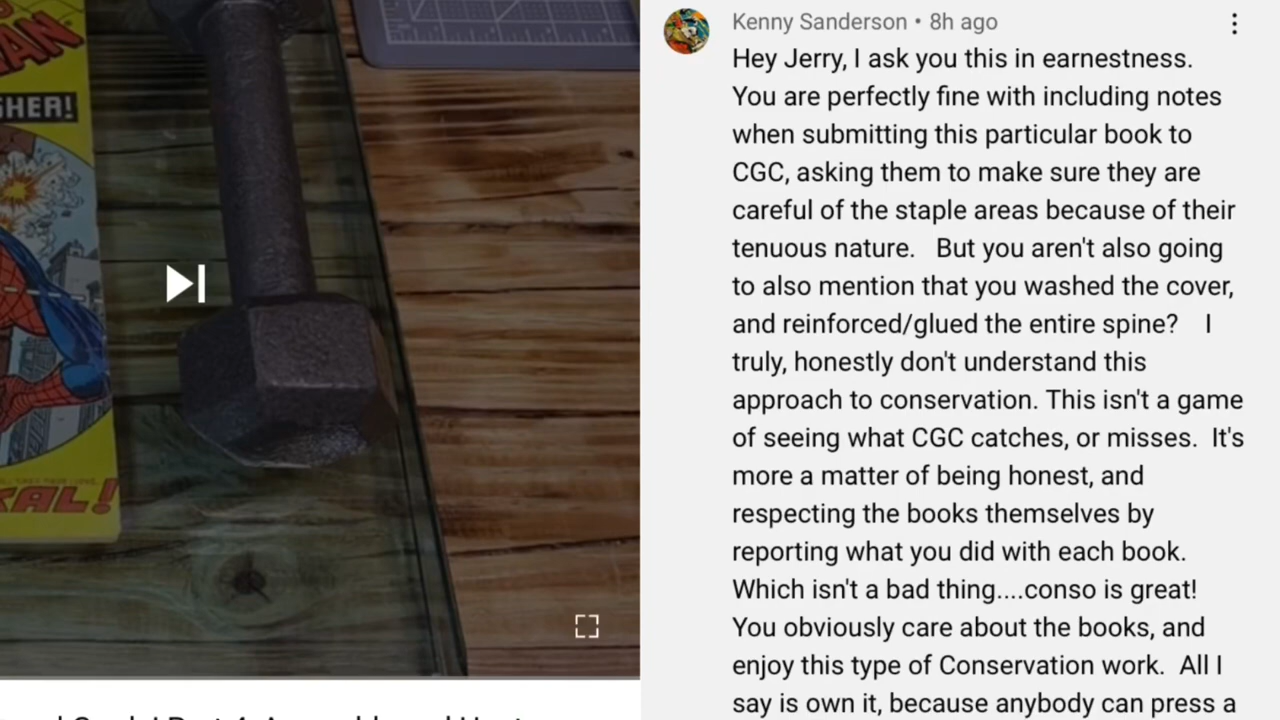 AN
SHER!
KAL!
Kenny Sanderson • 8h ago
Hey Jerry, I ask you this in earnestness.
You are perfectly fine with including notes
when submitting this particular book to
CGC, asking them to make sure they are
careful of the staple areas because of their
tenuous nature.   But you aren't also going
to also mention that you washed the cover,
and reinforced/glued the entire spine?    I
truly, honestly don't understand this
approach to conservation. This isn't a game
of seeing what CGC catches, or misses.  It's
more a matter of being honest, and
respecting the books themselves by
reporting what you did with each book.
Which isn't a bad thing....conso is great!
You obviously care about the books, and
enjoy this type of Conservation work.  All I
say is own it, because anybody can press a